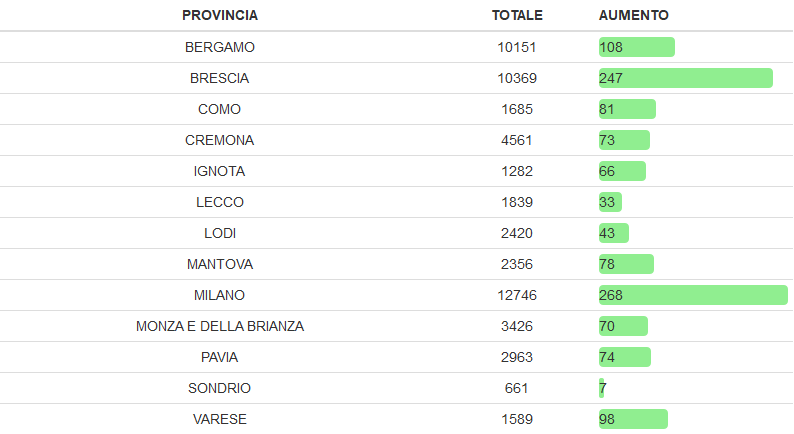 PROVINCIA TOTALE AUMENTO
BERGAMO 10151 108
BRESCIA 10369 247
COMO 1685 81
CREMONA 4561 73
IGNOTA 1282 66
LECCO 1839 33
LODI 2420 43
MANTOVA 2356 78
MILANO 12746 268
MONZA E DELLA BRIANZA 3426 70
PAVIA 2963 74
SONDRIO 661 7
VARESE 1589 98